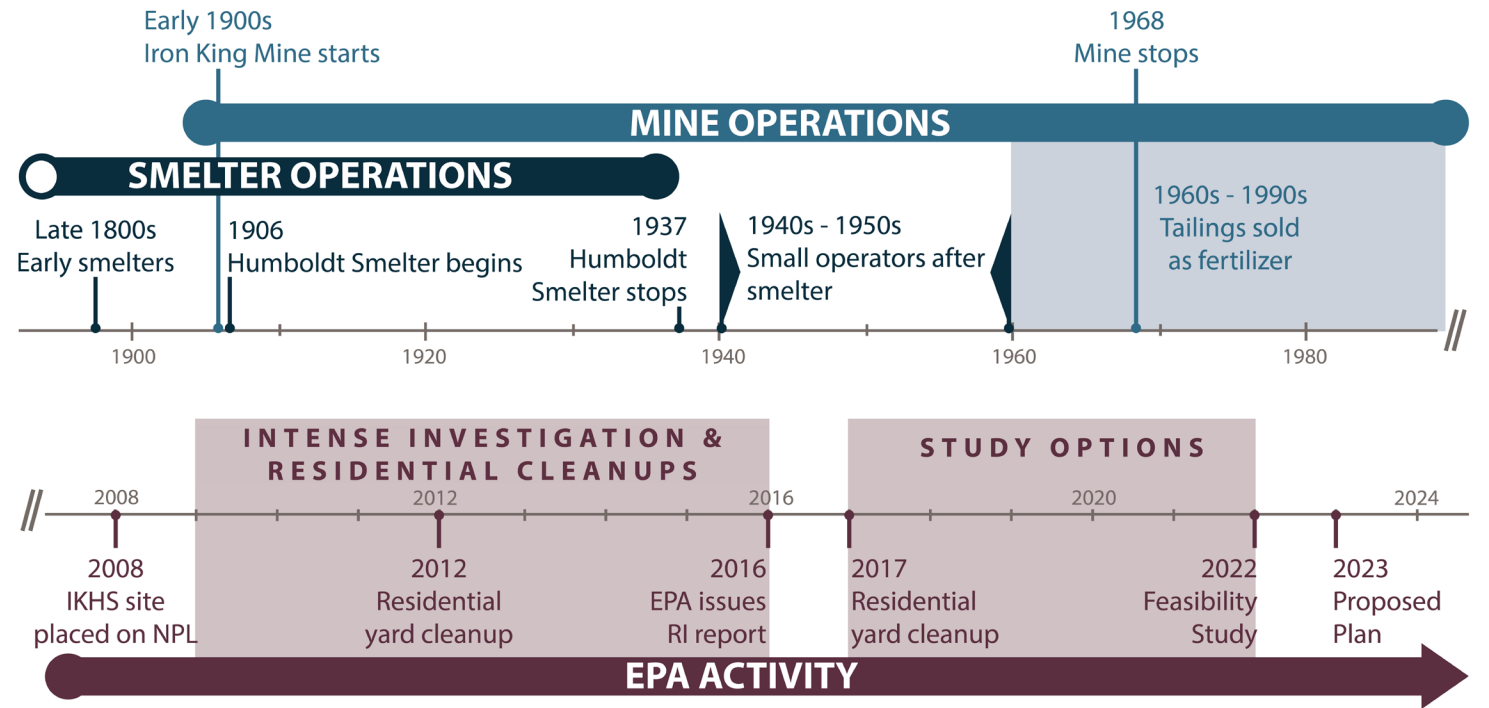 Early 1900s
Iron King Mine starts
1968
Mine stops
MINE OPERATIONS
SMELTER OPERATIONS
Late 1800s
Early smelters
1906
Humboldt Smelter begins
1937
Humboldt
Smelter stops
1940s - 1950s
Small operators after
smelter
1960s - 1990s
Tailings sold
as fertilizer
1900
1920
1940
1960
1980
INTENSE INVESTIGATION &
RESIDENTIAL CLEANUPS
STUDY OPTIONS
2008
2012
2016
2020
2024
2008
IKHS site
placed on NPL
2012
Residential
yard cleanup
2016
EPA issues
RI report
2017
Residential
yard cleanup
2022
Feasibility
Study
2023
Proposed
Plan
EPA ACTIVITY